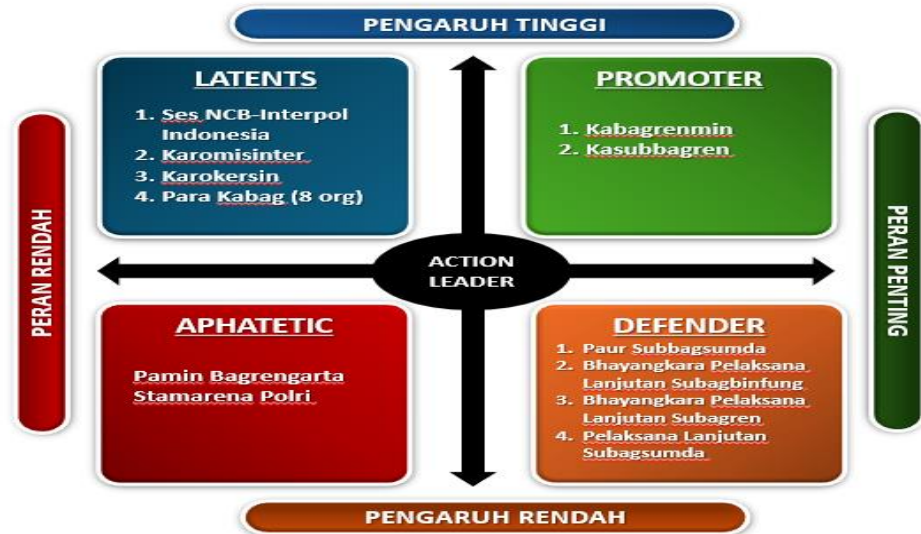 PENGARUH TINGGI
LATENTS
1. Ses NCB-Interpol
Indonesia
2. Karomisinter
3. Karokersin
4. Para Kabag (8 org)
PROMOTER
1. Kabagrenmin
2. Kasubbagren
PERAN RENDAH
ACTION
LEADER
PERAN PENTING
APHATETIC
Pamin Bagrengarta
Stamarena Polri
DEFENDER
1. Paur Subbagsumda
2. Bhayangkara Pelaksana
Lanjutan Subagbinfung
3. Bhayangkara Pelaksana
Lanjutan Subagren
4. Pelaksana Lanjutan
Subagsumda
PENGARUH RENDAH